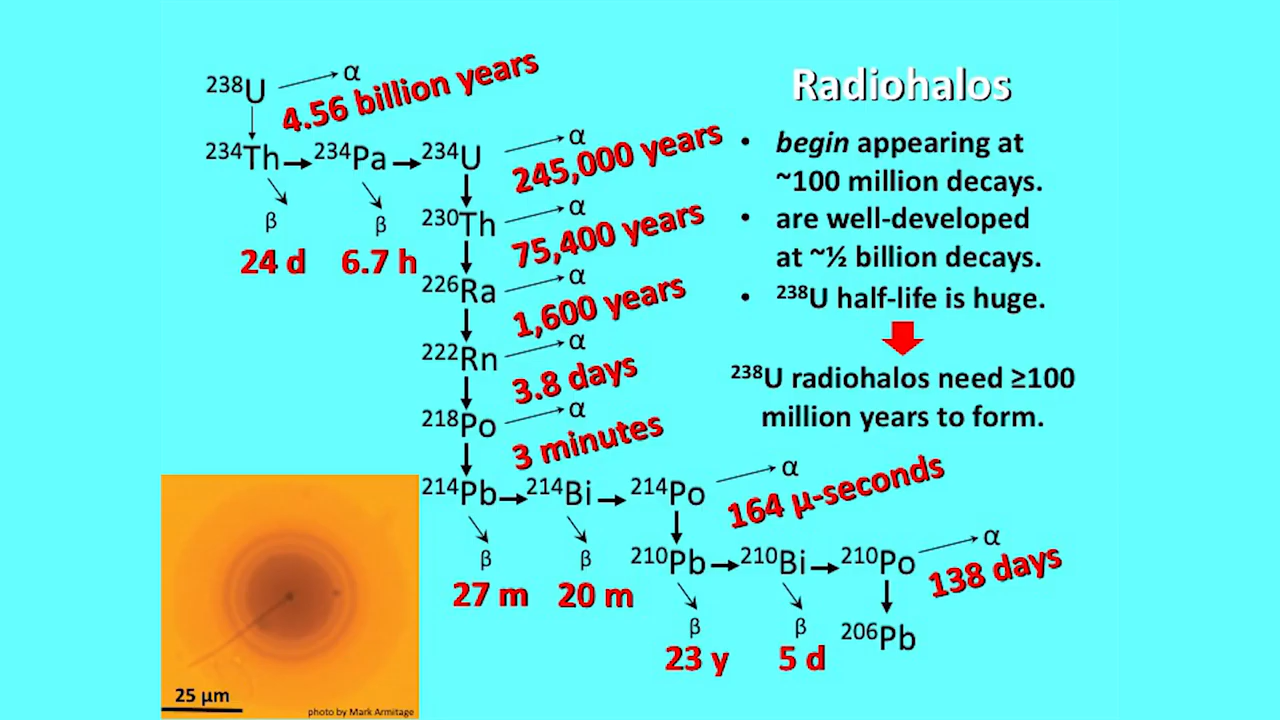 Radiohalos
²³⁸U α
4.56 billion years
²³⁴Th ²³⁴Pa ²³⁴U α
245,000 years
β β
24 d 6.7 h
²³⁰Th α
75,400 years
²²⁶Ra α
1,600 years
²²²Rn α
3.8 days
²¹⁸Po α
3 minutes
²¹⁴Pb ²¹⁴Bi ²¹⁴Po α
164 μ-seconds
β β
27 m 20 m
²¹⁰Pb ²¹⁰Bi ²¹⁰Po α
138 days
β β
23 y 5 d
²⁰⁶Pb
• begin appearing at
~100 million decays.
• are well-developed
at ~½ billion decays.
• ²³⁸U half-life is huge.
²³⁸U radiohalos need ≥100
million years to form.
25 μm
photo by Mark Armitage